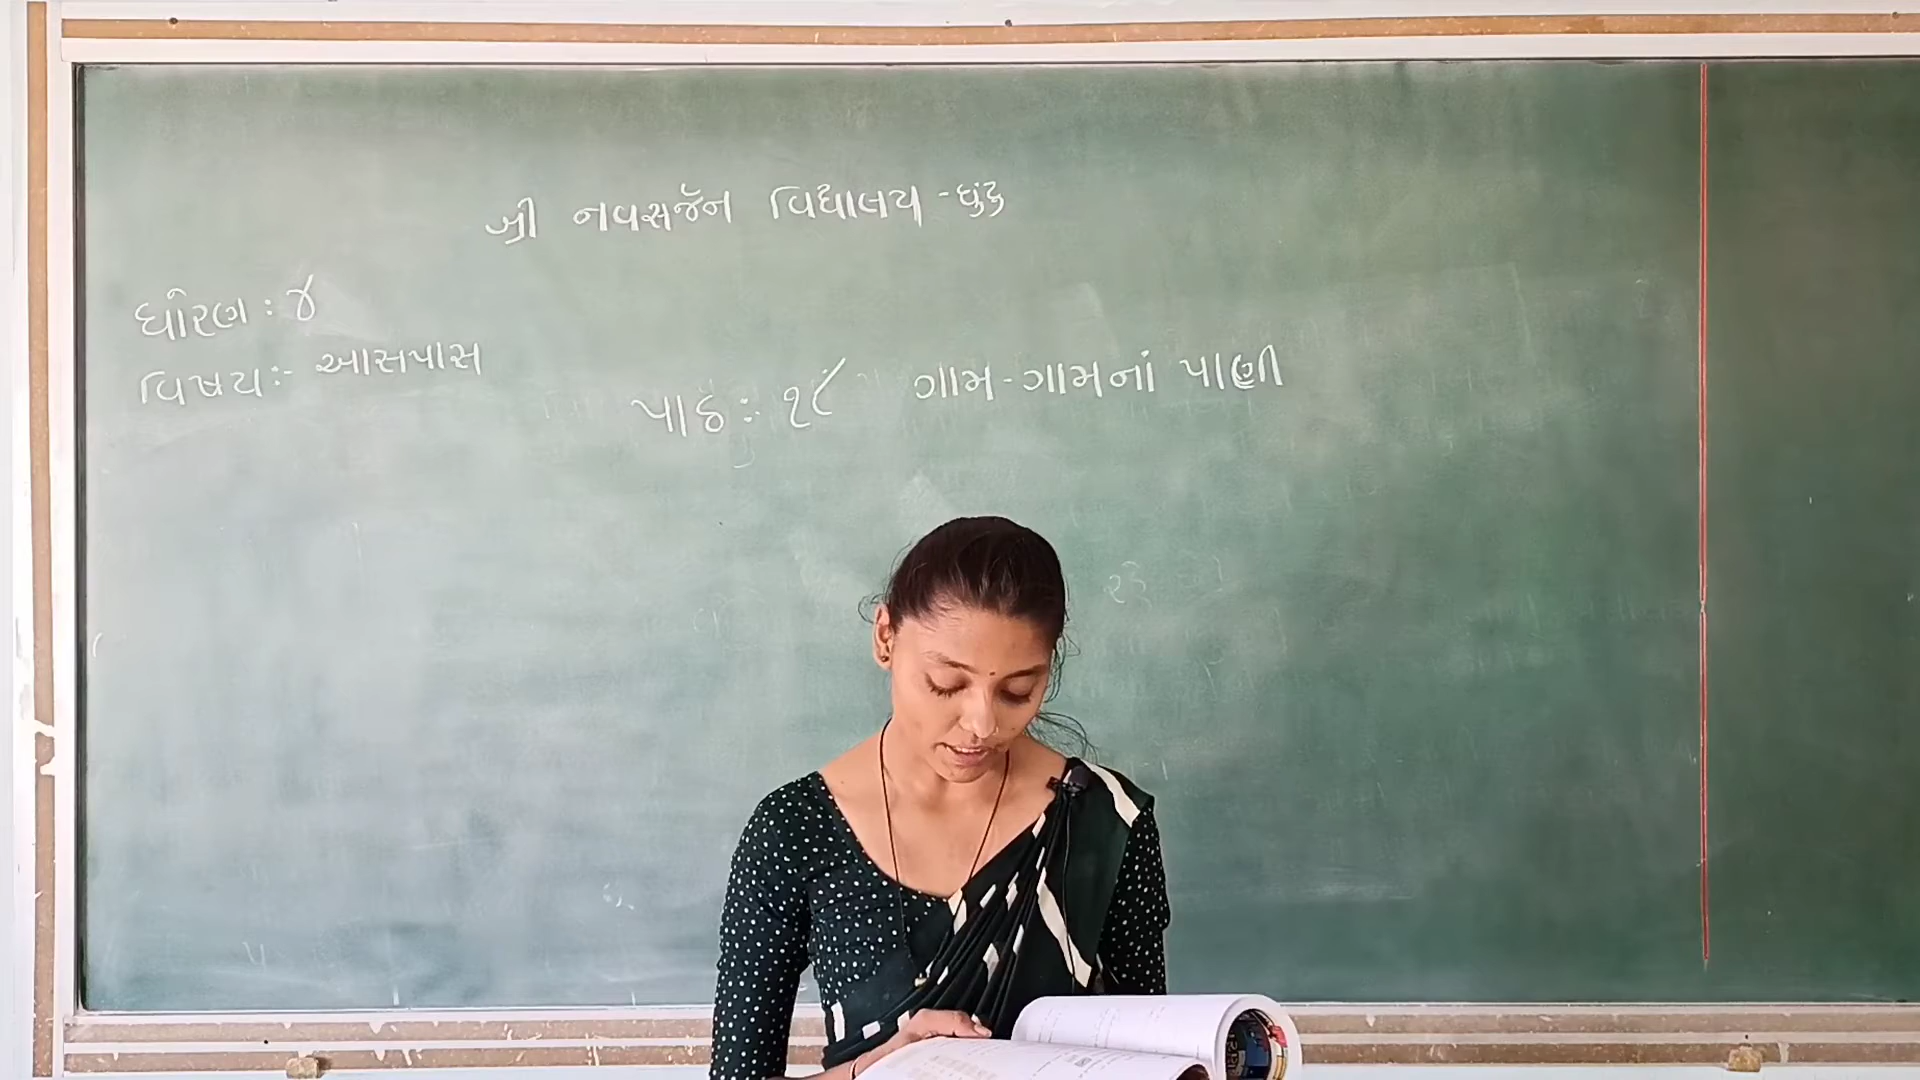 શ્રી નવસર્જન વિદ્યાલય - ઘુંટુ
ધોરણ : ૪
વિષય :- આસપાસ
પાઠ :- ૧૮ ગામ - ગામનાં પાણી